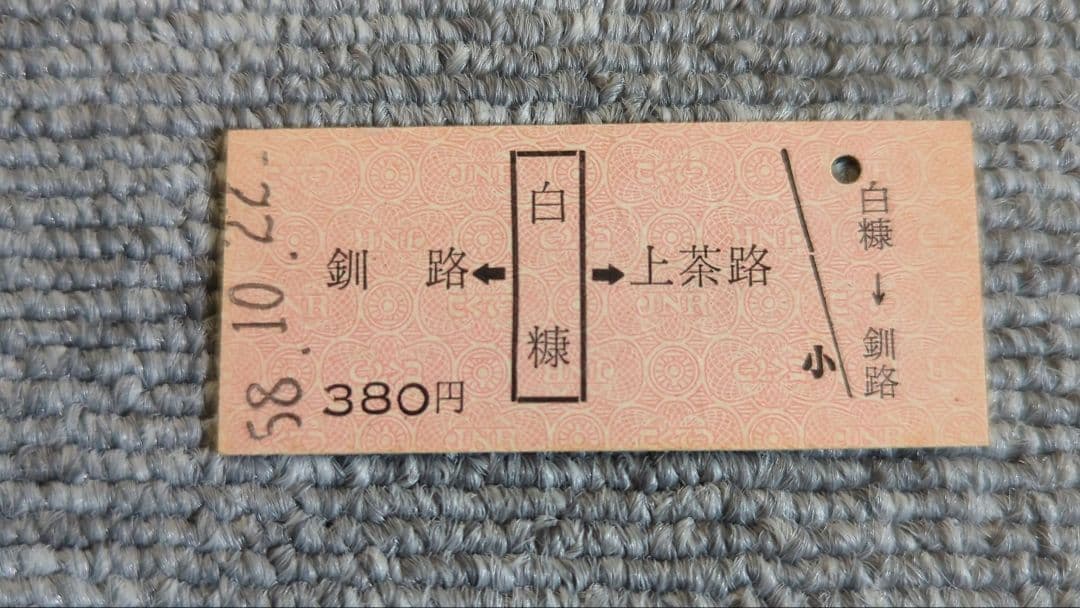 58.10.22.-
釧路←白糠→上茶路
380円
小
白糠→釧路